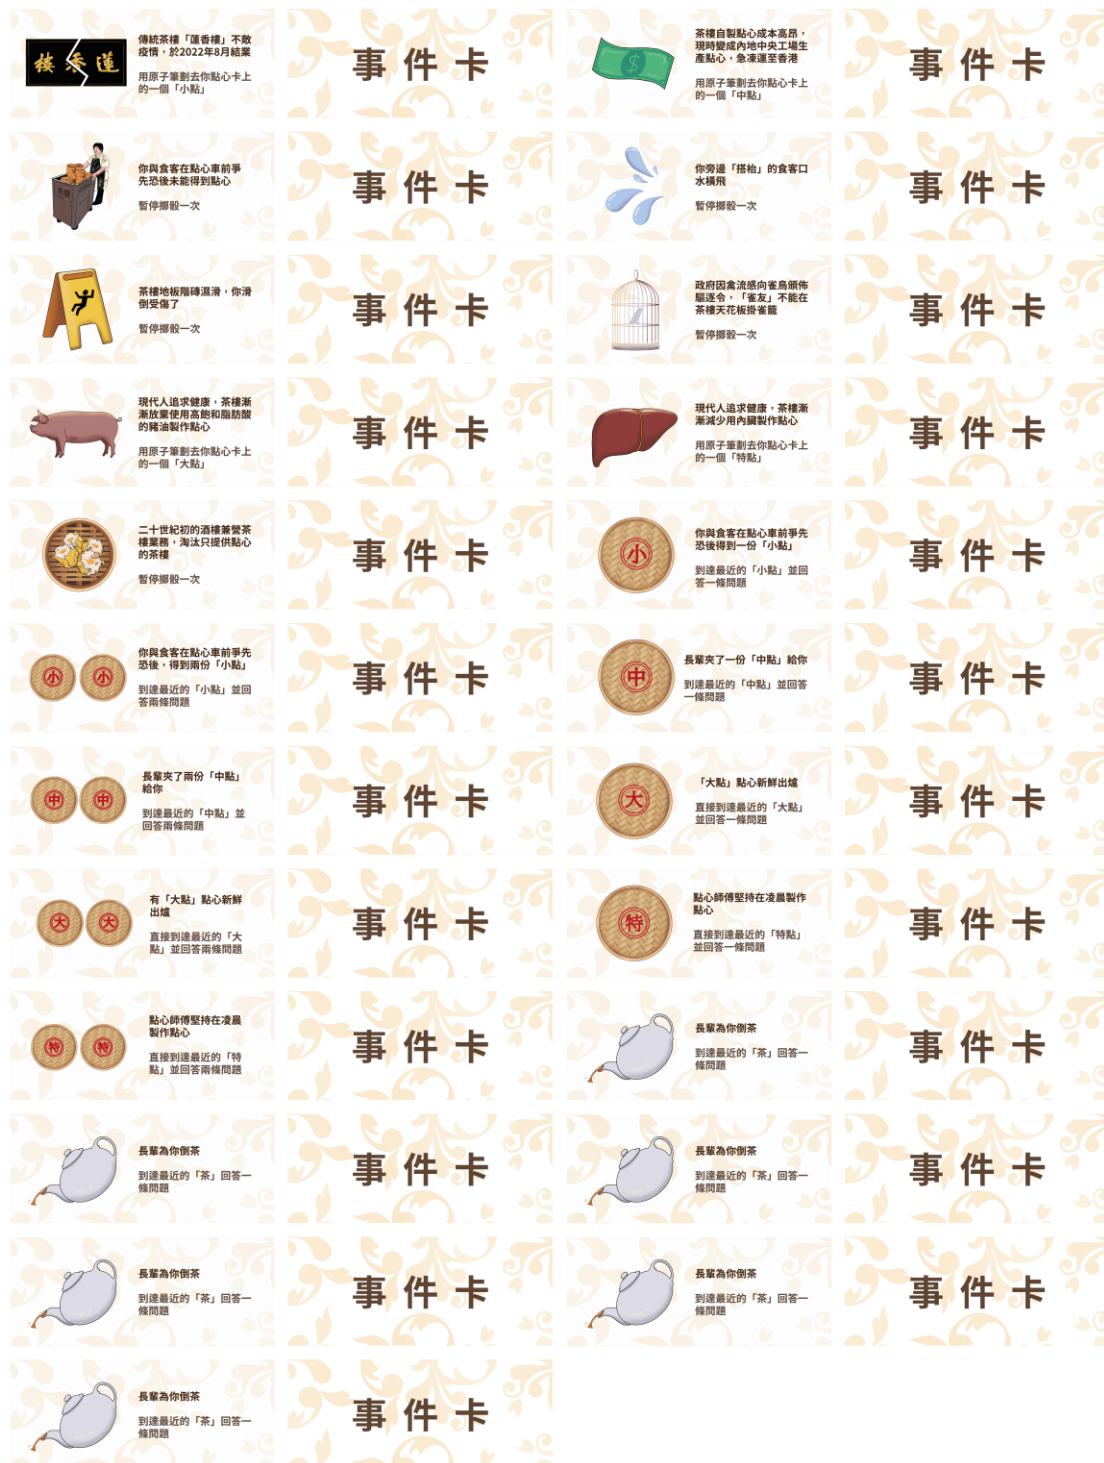 樓香蓮
傳統茶樓「蓮香樓」不敵
疫情，於2022年8月結業
用原子筆劃去你點心卡上
的一個「小點」
事件卡
茶樓自製點心成本高昂，
現時變成內地中央工場生
產點心，急凍運至香港
用原子筆劃去你點心卡上
的一個「中點」
事件卡
你與食客在點心車前爭
先恐後未能得到點心
暫停擲骰一次
事件卡
你旁邊「搭枱」的食客口
水橫飛
暫停擲骰一次
事件卡
茶樓地板階磚濕滑，你滑
倒受傷了
暫停擲骰一次
事件卡
政府因禽流感向雀鳥頒佈
驅逐令，「雀友」不能在
茶樓天花板掛雀籠
暫停擲骰一次
事件卡
現代人追求健康，茶樓漸
漸放棄使用高飽和脂肪酸
的豬油製作點心
用原子筆劃去你點心卡上
的一個「大點」
事件卡
現代人追求健康，茶樓漸
漸減少用內臟製作點心
用原子筆劃去你點心卡上
的一個「特點」
事件卡
二十世紀初的酒樓兼營茶
樓業務，淘汰只提供點心
的茶樓
暫停擲骰一次
事件卡
小
你與食客在點心車前爭先
恐後得到一份「小點」
到達最近的「小點」並回
答一條問題
事件卡
小 小
你與食客在點心車前爭先
恐後，得到兩份「小點」
到達最近的「小點」並回
答兩條問題
事件卡
中
長輩夾了一份「中點」給你
到達最近的「中點」並回答
一條問題
事件卡
中 中
長輩夾了兩份「中點」
給你
到達最近的「中點」並
回答兩條問題
事件卡
大
「大點」點心新鮮出爐
直接到達最近的「大點」
並回答一條問題
事件卡
大 大
有「大點」點心新鮮
出爐
直接到達最近的「大
點」並回答兩條問題
事件卡
特
點心師傅堅持在凌晨製作
點心
直接到達最近的「特點」
並回答一條問題
事件卡
特 特
點心師傅堅持在凌晨
製作點心
直接到達最近的「特
點」並回答兩條問題
事件卡
長輩為你倒茶
到達最近的「茶」回答一
條問題
事件卡
長輩為你倒茶
到達最近的「茶」回答一
條問題
事件卡
長輩為你倒茶
到達最近的「茶」回答一
條問題
事件卡
長輩為你倒茶
到達最近的「茶」回答一
條問題
事件卡
長輩為你倒茶
到達最近的「茶」回答一
條問題
事件卡
長輩為你倒茶
到達最近的「茶」回答一
條問題
事件卡